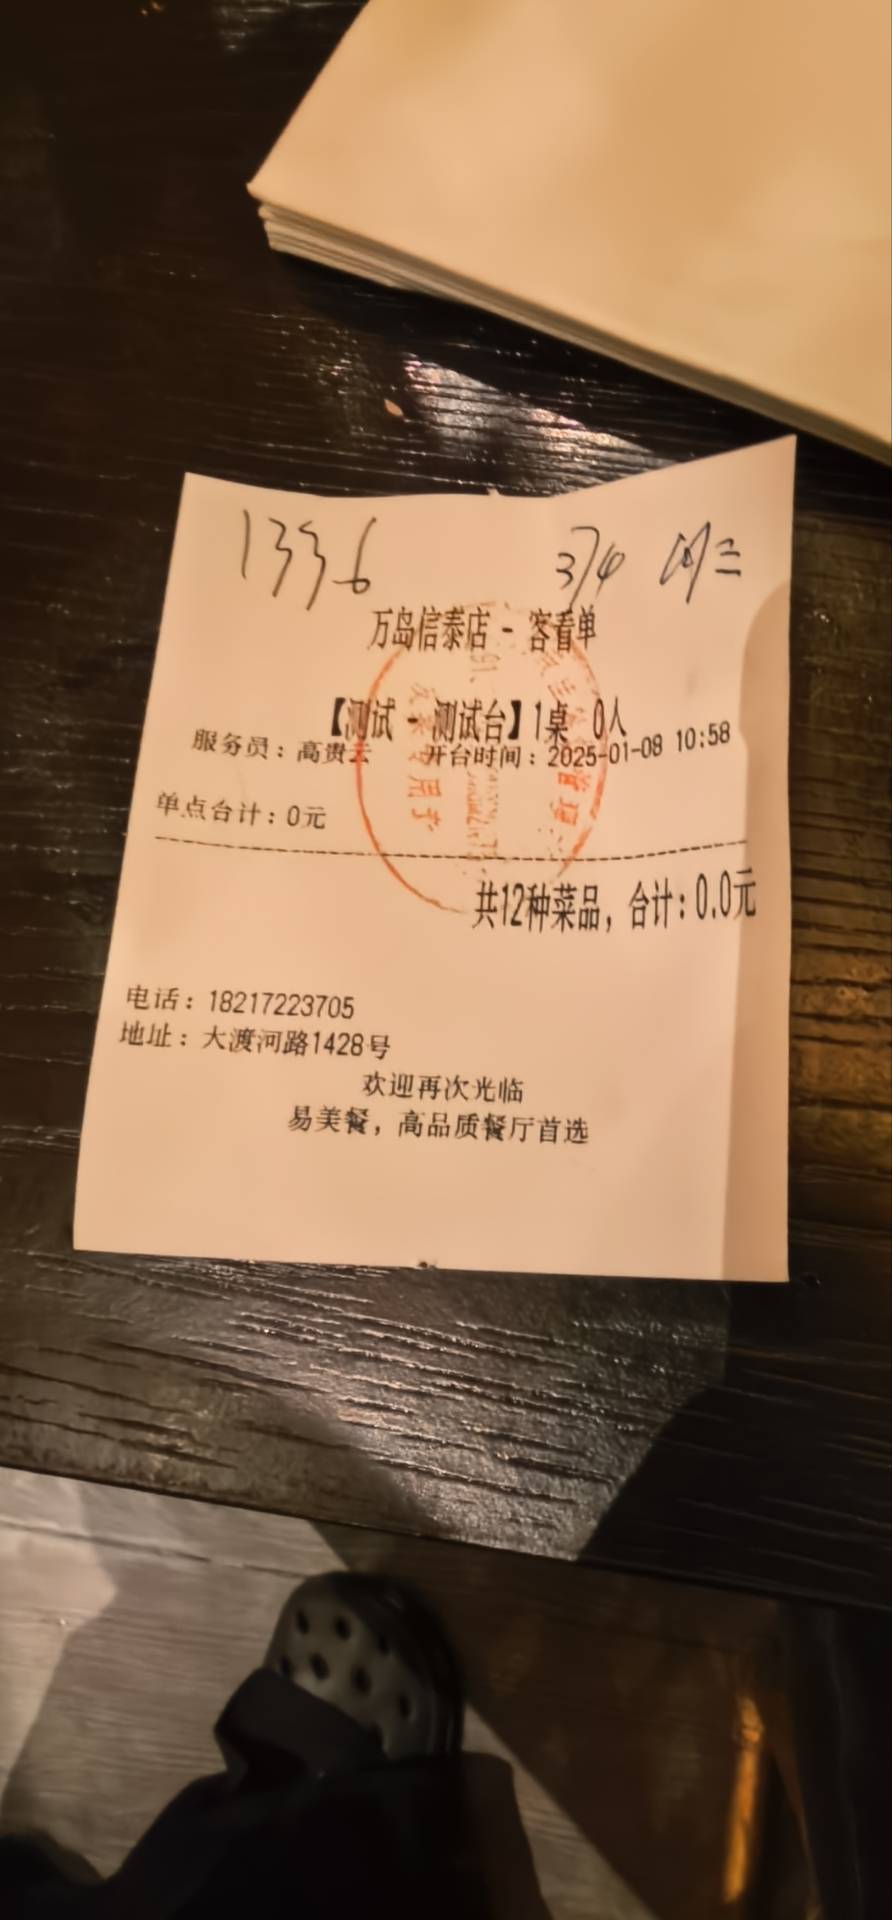 1336 374
万岛信泰店 - 客看单
【测试 - 测试台】1桌 0人
服务员：高贵云 开台时间：2025-01-08 10:58
单点合计：0元
共12种菜品，合计：0.0元
电话：18217223705
地址：大渡河路1428号
欢迎再次光临
易美餐，高品质餐厅首选